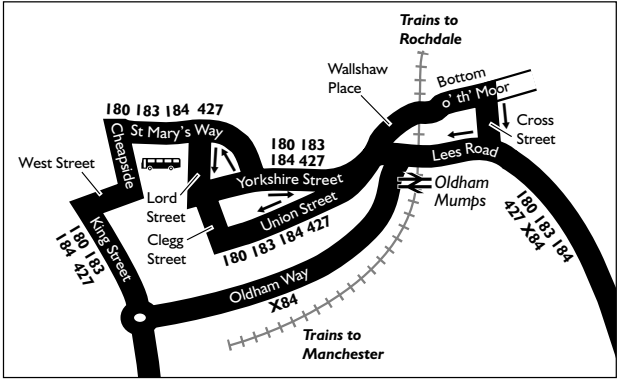 Trains to
Rochdale
Wallshaw
Place
Bottom
o' th' Moor
180 183 184 427
St Mary's Way
Cross
Street
Cheapside
180 183
184 427
Lees Road
West Street
Yorkshire Street
Oldham
Mumps
Lord
Street
Union Street
Clegg
Street
180 183 184 427
King Street
180 183
184 427
180 183 184
427 X84
Oldham Way
X84
Trains to
Manchester